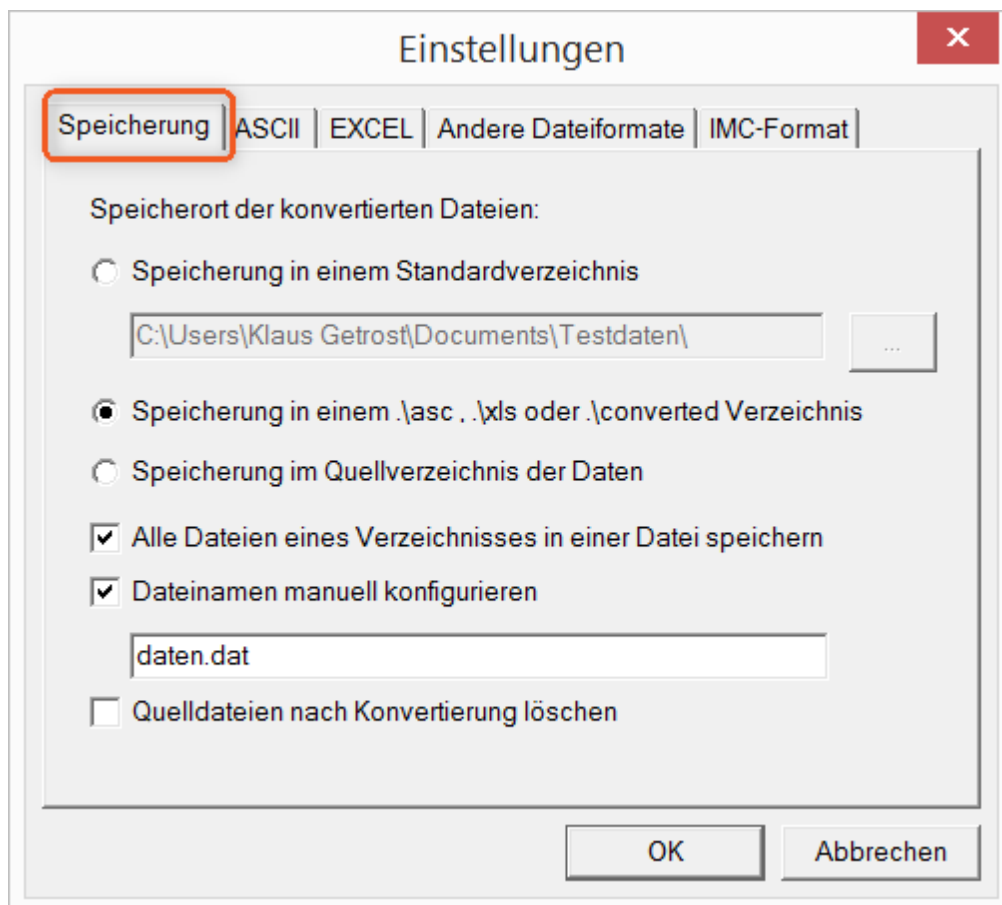 Einstellungen
Speicherung ASCII EXCEL Andere Dateiformate IMC-Format
Speicherort der konvertierten Dateien:
Speicherung in einem Standardverzeichnis
C:\Users\Klaus Getrost\Documents\Testdaten\
...
Speicherung in einem .\asc , .\xls oder .\converted Verzeichnis
Speicherung im Quellverzeichnis der Daten
Alle Dateien eines Verzeichnisses in einer Datei speichern
Dateinamen manuell konfigurieren
daten.dat
Quelldateien nach Konvertierung löschen
OK Abbrechen